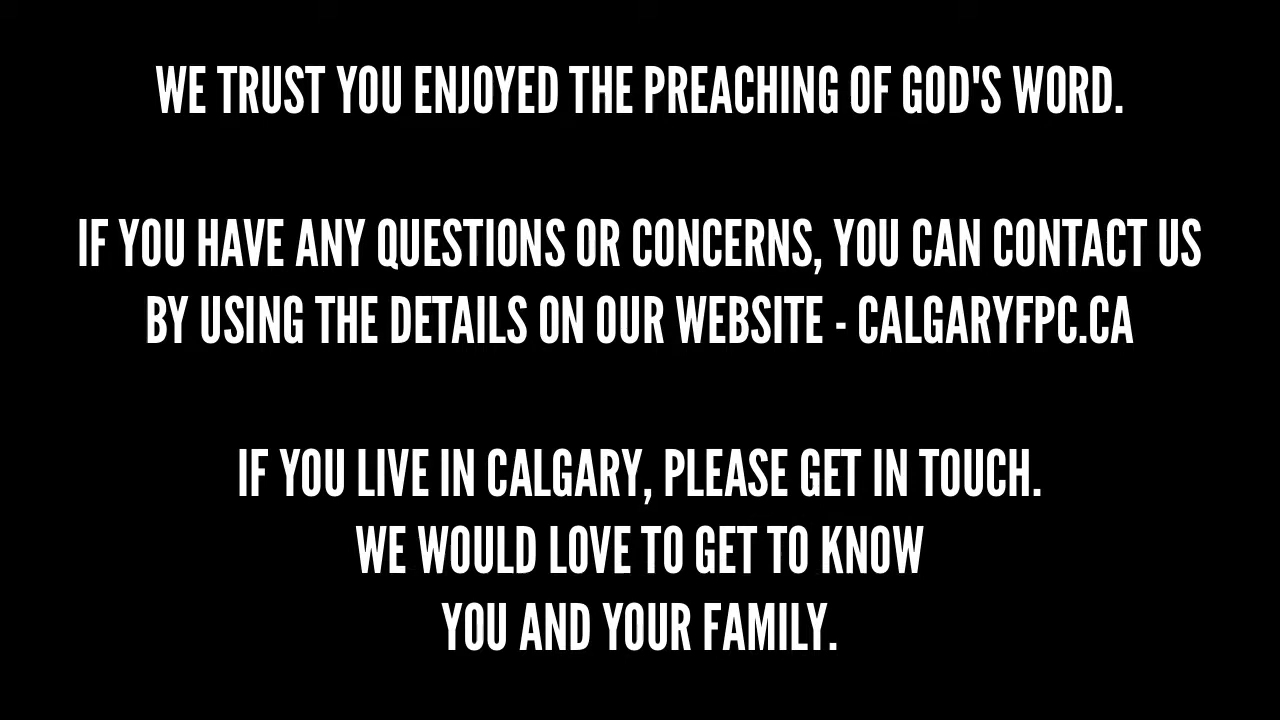 WE TRUST YOU ENJOYED THE PREACHING OF GOD'S WORD.
IF YOU HAVE ANY QUESTIONS OR CONCERNS, YOU CAN CONTACT US
BY USING THE DETAILS ON OUR WEBSITE - CALGARYFPC.CA
IF YOU LIVE IN CALGARY, PLEASE GET IN TOUCH.
WE WOULD LOVE TO GET TO KNOW
YOU AND YOUR FAMILY.